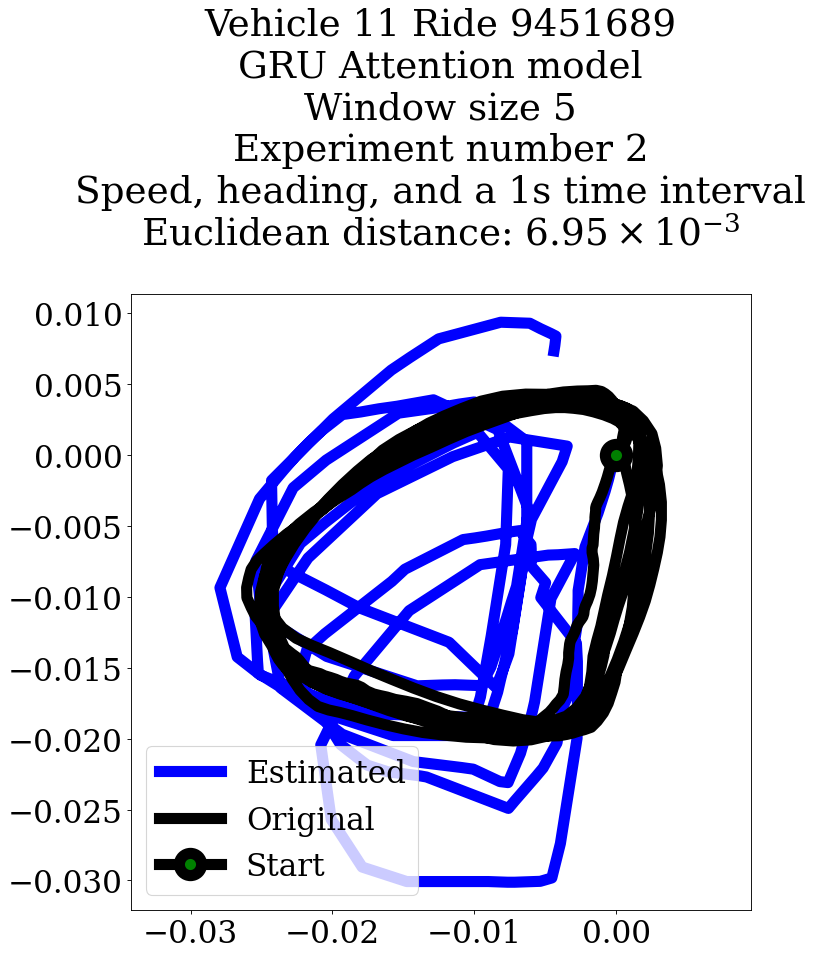 Vehicle 11 Ride 9451689
GRU Attention model
Window size 5
Experiment number 2
Speed, heading, and a 1s time interval
Euclidean distance: 6.95 × 10⁻³
0.010
0.005
0.000
−0.005
−0.010
−0.015
−0.020
−0.025
−0.030
Estimated
Original
Start
−0.03
−0.02
−0.01
0.00